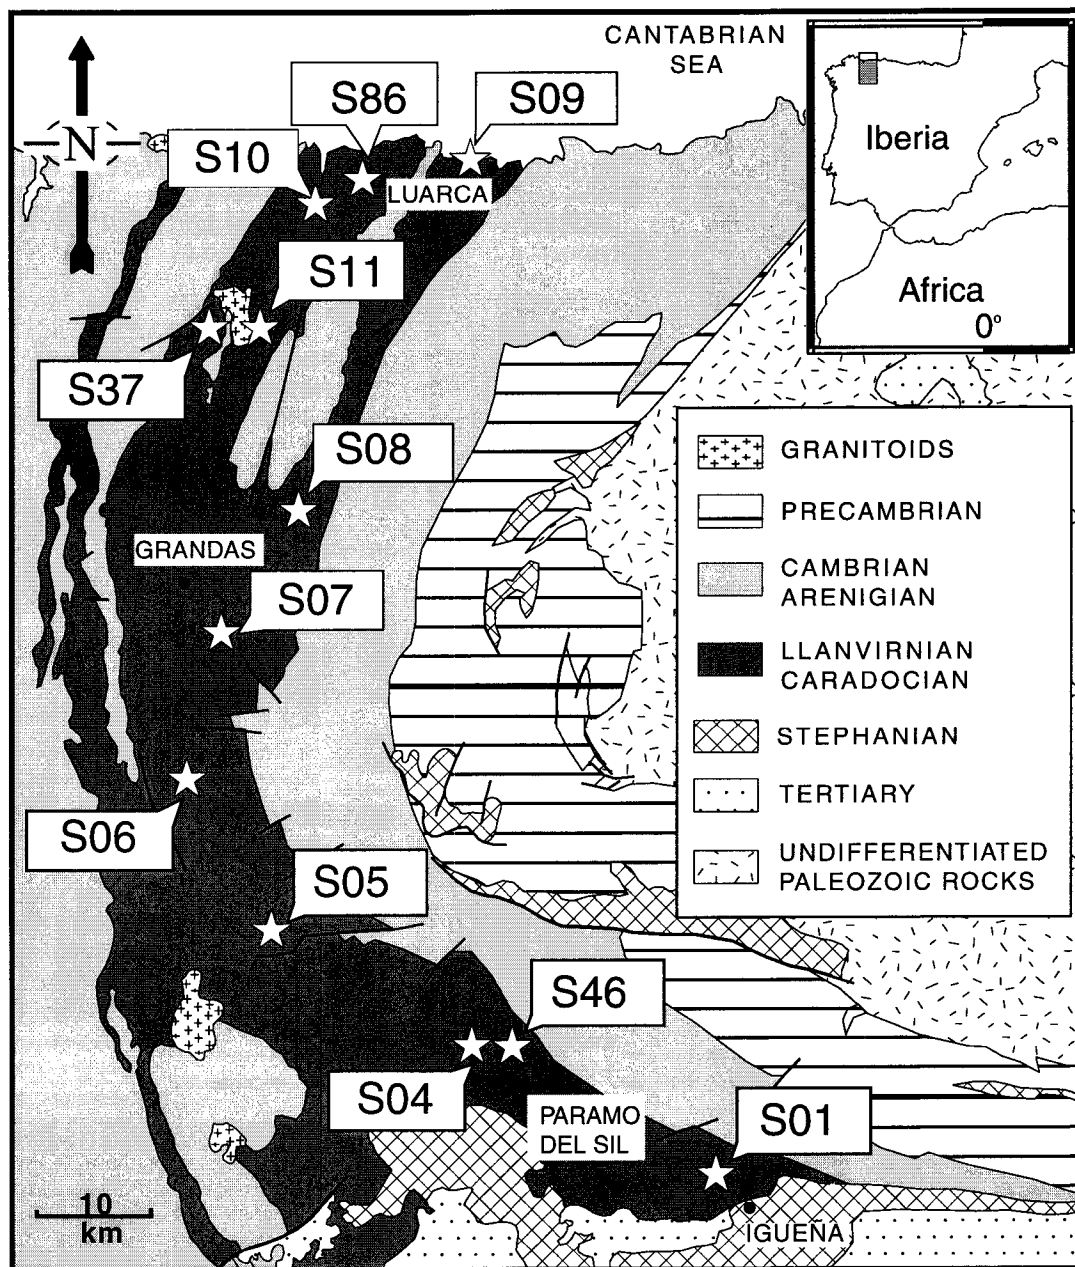 CANTABRIAN
SEA
S86
S09
N
S10
LUARCA
Iberia
S11
Africa
0°
S37
S08
GRANITOIDS
PRECAMBRIAN
GRANDAS
CAMBRIAN
ARENIGIAN
S07
LLANVIRNIAN
CARADOCIAN
STEPHANIAN
TERTIARY
S06
UNDIFFERENTIATED
PALEOZOIC ROCKS
S05
S46
S04
PARAMO
DEL SIL
S01
10
km
IGUEÑA